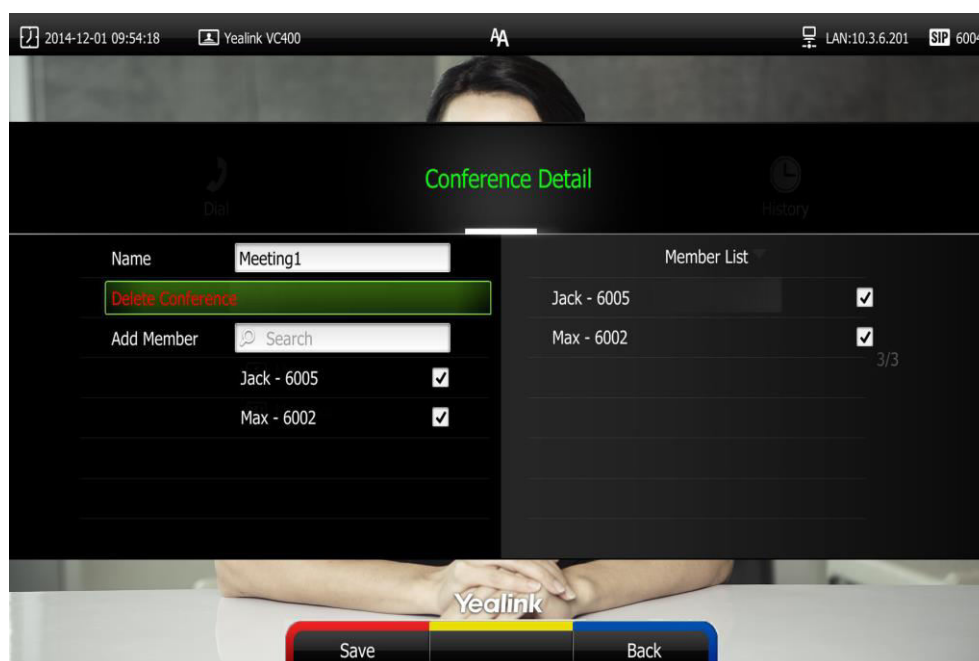 2014-12-01 09:54:18 Yealink VC400 AA LAN:10.3.6.201 SIP 6004
Dial
Conference Detail
History
Name Meeting1
Delete Conference
Add Member Search
Jack - 6005
Max - 6002
Member List
Jack - 6005
Max - 6002
3/3
Yealink
Save Back